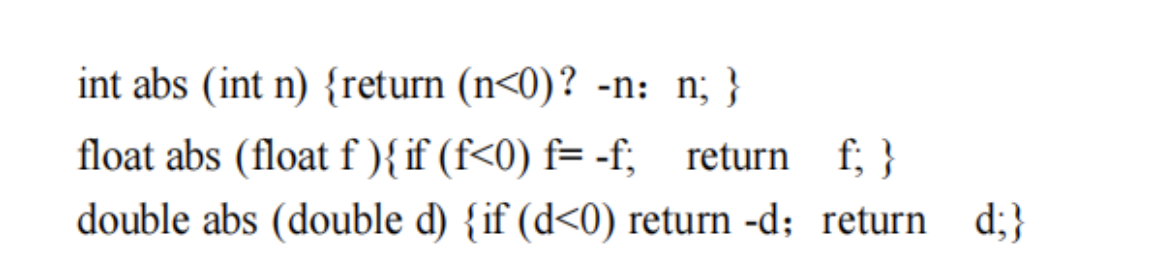 int abs (int n) {return (n<0)? -n：n; }
float abs (float f ){ if (f<0) f= -f; return f; }
double abs (double d) {if (d<0) return -d；return d;}